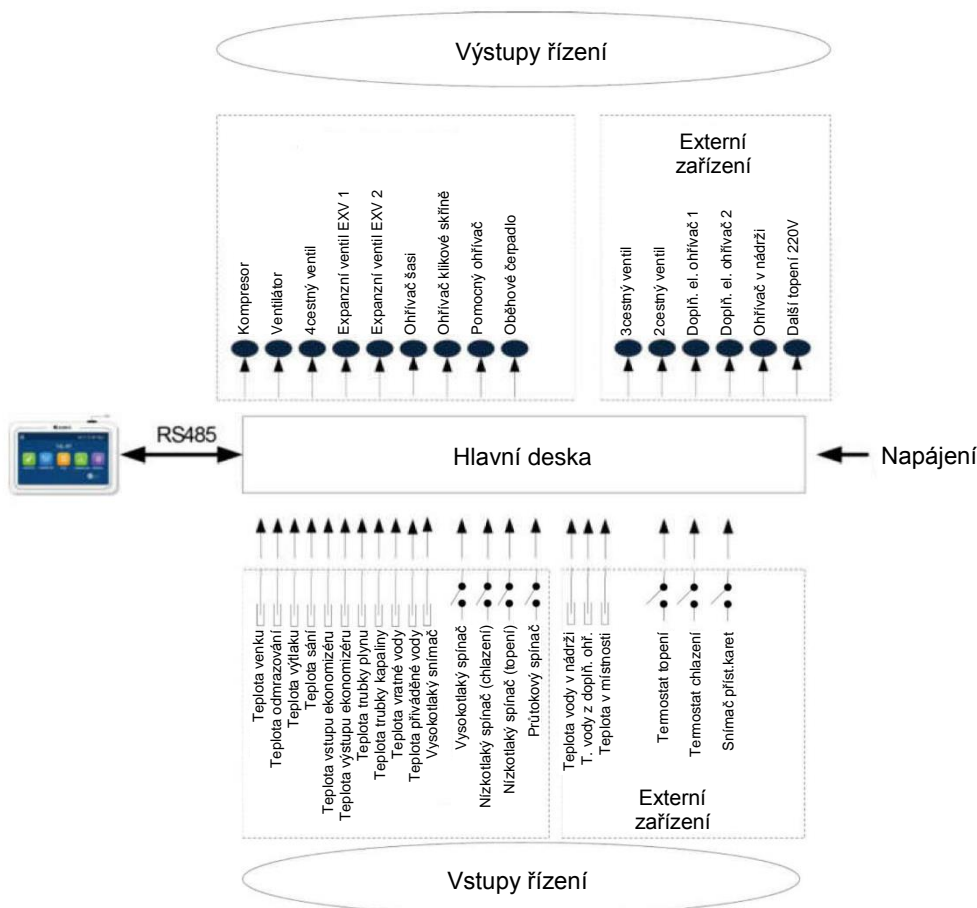 Výstupy řízení
Externí
zařízení
Kompresor
Ventilátor
4cestný ventil
Expanzní ventil EXV 1
Expanzní ventil EXV 2
Ohřívač šasi
Ohřívač klikové skříně
Pomocný ohřívač
Oběhové čerpadlo
3cestný ventil
2cestný ventil
Doplň. el. ohřívač 1
Doplň. el. ohřívač 2
Ohřívač v nádrži
Další topení 220V
RS485
Hlavní deska
Napájení
Teplota venku
Teplota odmrazování
Teplota výtlaku
Teplota sání
Teplota vstupu ekonomizéru
Teplota výstupu ekonomizéru
Teplota trubky plynu
Teplota trubky kapaliny
Teplota vratné vody
Teplota přiváděné vody
Vysokotlaký snímač
Vysokotlaký spínač
Nízkotlaký spínač (chlazení)
Nízkotlaký spínač (topení)
Průtokový spínač
Teplota vody v nádrži
T. vody z doplň. ohř.
Teplota v místnosti
Termostat topení
Termostat chlazení
Snímač příst.karet
Externí
zařízení
Vstupy řízení